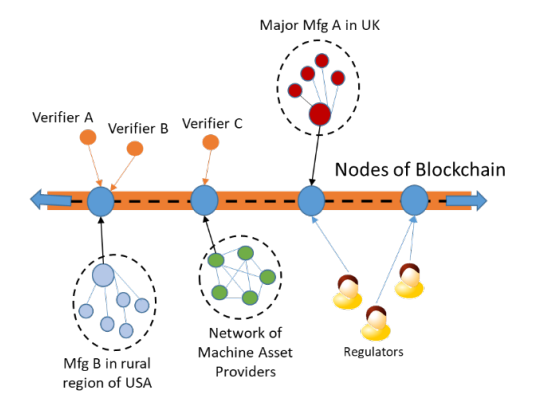 Major Mfg A in UK
Verifier A
Verifier B
Verifier C
Nodes of Blockchain
Mfg B in rural
region of USA
Network of
Machine Asset
Providers
Regulators